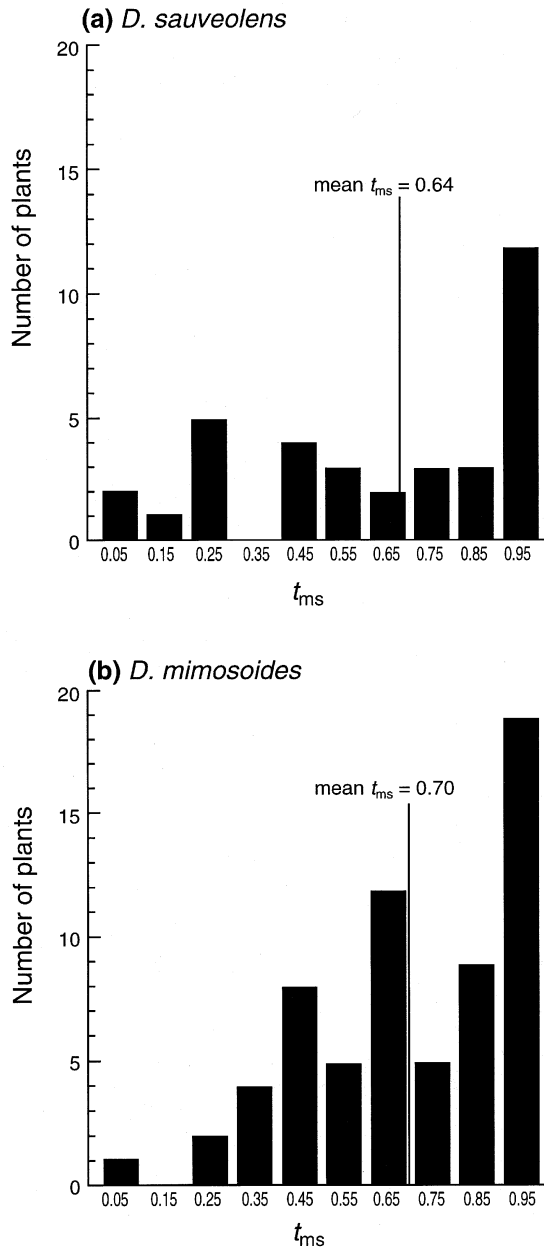 (a) D. sauveolens
20
15
10
5
0
Number of plants
mean tms = 0.64
0.05 0.15 0.25 0.35 0.45 0.55 0.65 0.75 0.85 0.95
tms
(b) D. mimosoides
20
15
10
5
0
Number of plants
mean tms = 0.70
0.05 0.15 0.25 0.35 0.45 0.55 0.65 0.75 0.85 0.95
tms